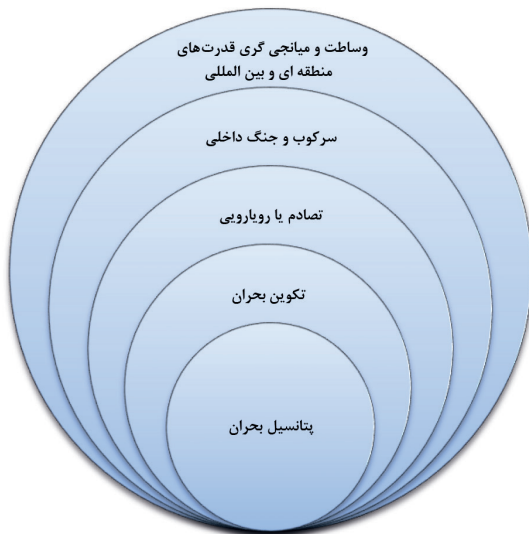 وساطت و میانجی گری قدرت‌های
منطقه ای و بین المللی
سرکوب و جنگ داخلی
تصادم یا رویارویی
تکوین بحران
پتانسیل بحران